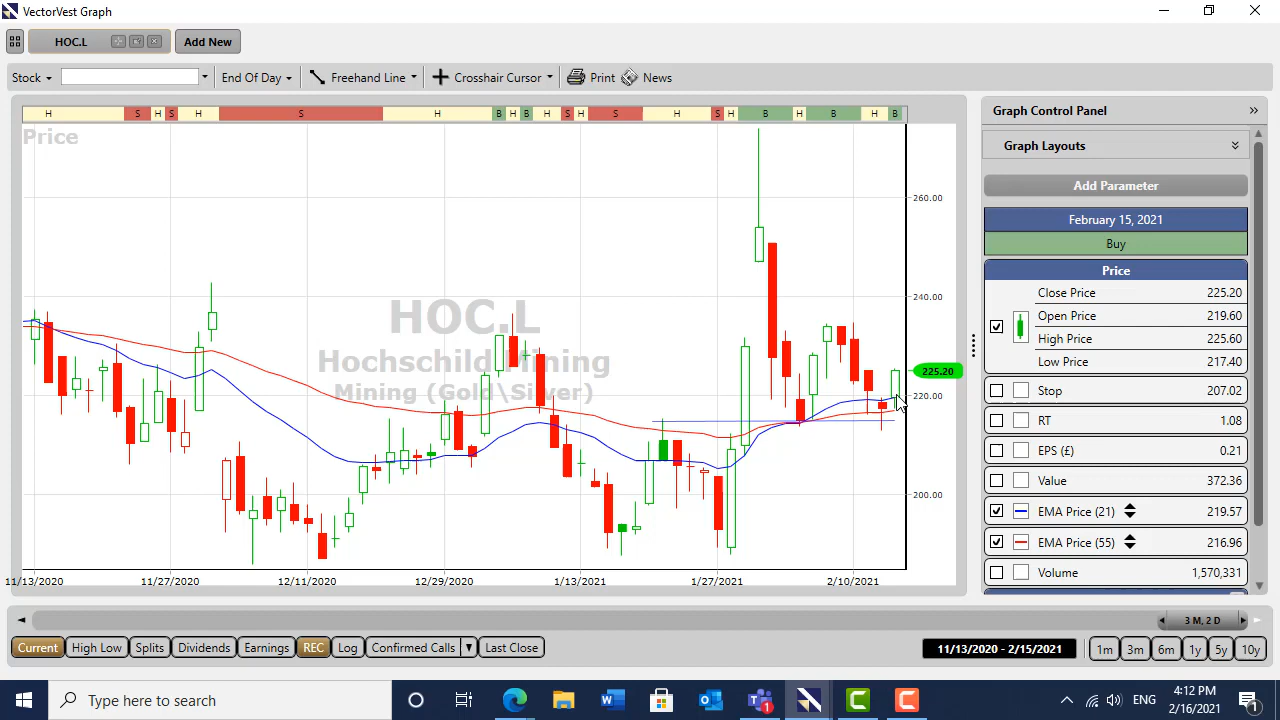 VectorVest Graph
HOC.L Add New
Stock End Of Day Freehand Line Crosshair Cursor Print News
H S H S H S H B H B H S H S H S H B H B H B
Price
HOC.L
Hochschild Mining
Mining (Gold\Silver)
260.00
240.00
225.20
220.00
200.00
11/13/2020 11/27/2020 12/11/2020 12/29/2020 1/13/2021 1/27/2021 2/10/2021
Graph Control Panel »
Graph Layouts
Add Parameter
February 15, 2021
Buy
Price
Close Price 225.20
Open Price 219.60
High Price 225.60
Low Price 217.40
Stop 207.02
RT 1.08
EPS (£) 0.21
Value 372.36
EMA Price (21) 219.57
EMA Price (55) 216.96
Volume 1,570,331
3 M, 2 D
Current High Low Splits Dividends Earnings REC Log Confirmed Calls Last Close 11/13/2020 - 2/15/2021 1m 3m 6m 1y 5y 10y
Type here to search
1
ENG
4:12 PM
2/16/2021
1